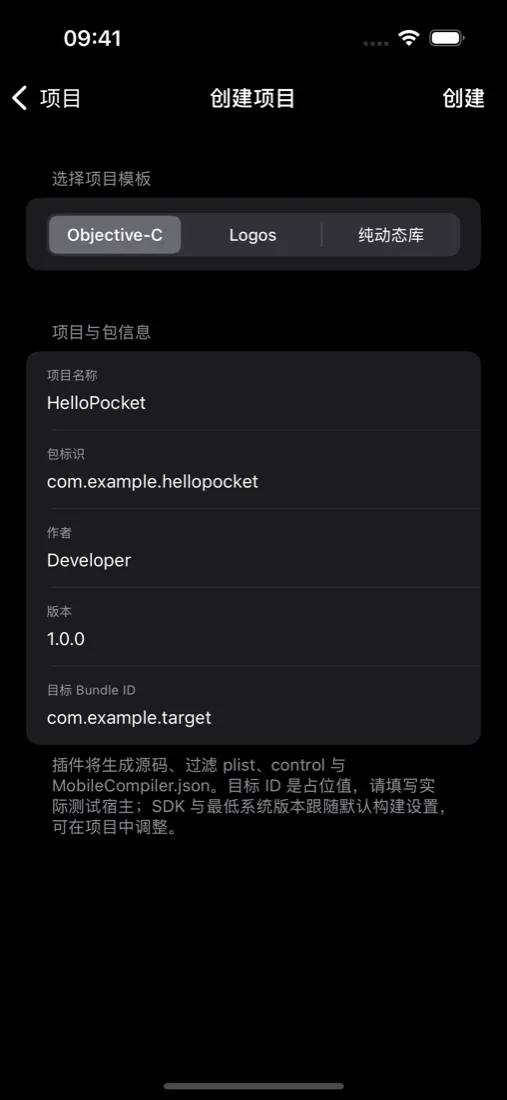 09:41
项目
创建项目
创建
选择项目模板
Objective-C
Logos
纯动态库
项目与包信息
项目名称
HelloPocket
包标识
com.example.hellopocket
作者
Developer
版本
1.0.0
目标 Bundle ID
com.example.target
插件将生成源码、过滤 plist、control 与
MobileCompiler.json。目标 ID 是占位值，请填写实
际测试宿主；SDK 与最低系统版本跟随默认构建设置，
可在项目中调整。